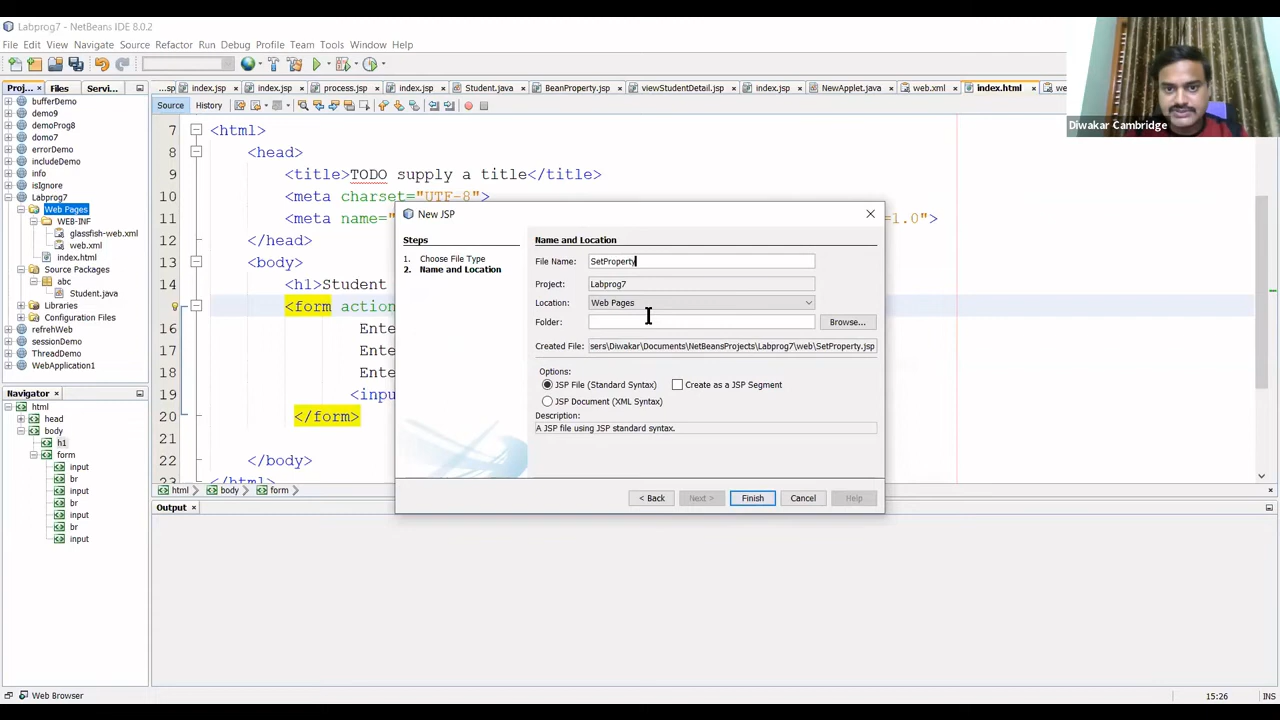 Labprog7 - NetBeans IDE 8.0.2
File Edit View Navigate Source Refactor Run Debug Profile Team Tools Window Help
Proj... Files Servi...
...sp index.jsp index.jsp process.jsp index.jsp Student.java BeanProperty.jsp viewStudentDetail.jsp index.jsp NewApplet.java web.xml index.html
Source History
bufferDemo
demo9
demoProg8
domo7
errorDemo
includeDemo
info
isIgnore
Labprog7
Web Pages
WEB-INF
glassfish-web.xml
web.xml
index.html
Source Packages
abc
Student.java
Libraries
Configuration Files
refrehWeb
sessionDemo
ThreadDemo
WebApplication1
Navigator
html
head
body
h1
form
input
br
input
br
input
br
input
Web Browser
7 <html>
8 <head>
9 <title>TODO supply a title</title>
10 <meta charset="UTF-8">
11 <meta name=" =1.0">
12 </head>
13 <body>
14 <h1>Student
<form action
16 Ente
17 Ente
18 Ente
19 <inpu
20 </form>
21
22 </body>
html body form
Output
New JSP
Steps
1. Choose File Type
2. Name and Location
Name and Location
File Name: SetProperty
Project: Labprog7
Location: Web Pages
Folder: Browse...
Created File: sers\Diwakar\Documents\NetBeansProjects\Labprog7\web\SetProperty.jsp
Options:
JSP File (Standard Syntax) Create as a JSP Segment
JSP Document (XML Syntax)
Description:
A JSP file using JSP standard syntax.
< Back Next > Finish Cancel Help
Diwakar Cambridge
15:26 INS